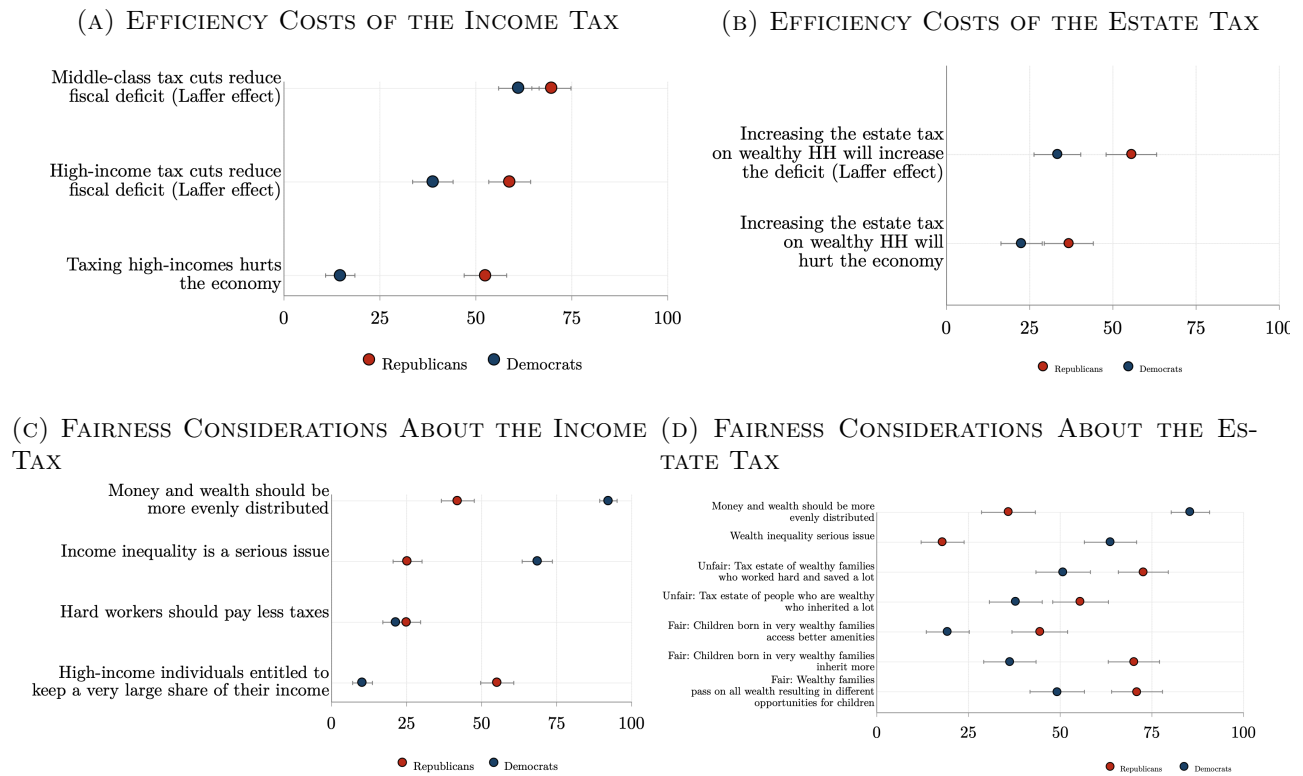 (A) Efficiency Costs of the Income Tax
Middle-class tax cuts reduce
fiscal deficit (Laffer effect)
High-income tax cuts reduce
fiscal deficit (Laffer effect)
Taxing high-incomes hurts
the economy
0 25 50 75 100
Republicans Democrats
(B) Efficiency Costs of the Estate Tax
Increasing the estate tax
on wealthy HH will increase
the deficit (Laffer effect)
Increasing the estate tax
on wealthy HH will
hurt the economy
0 25 50 75 100
Republicans Democrats
(C) Fairness Considerations About the Income
Tax
Money and wealth should be
more evenly distributed
Income inequality is a serious issue
Hard workers should pay less taxes
High-income individuals entitled to
keep a very large share of their income
0 25 50 75 100
Republicans Democrats
(D) Fairness Considerations About the Es-
tate Tax
Money and wealth should be more
evenly distributed
Wealth inequality serious issue
Unfair: Tax estate of wealthy families
who worked hard and saved a lot
Unfair: Tax estate of people who are wealthy
who inherited a lot
Fair: Children born in very wealthy families
access better amenities
Fair: Children born in very wealthy families
inherit more
Fair: Wealthy families
pass on all wealth resulting in different
opportunities for children
0 25 50 75 100
Republicans Democrats